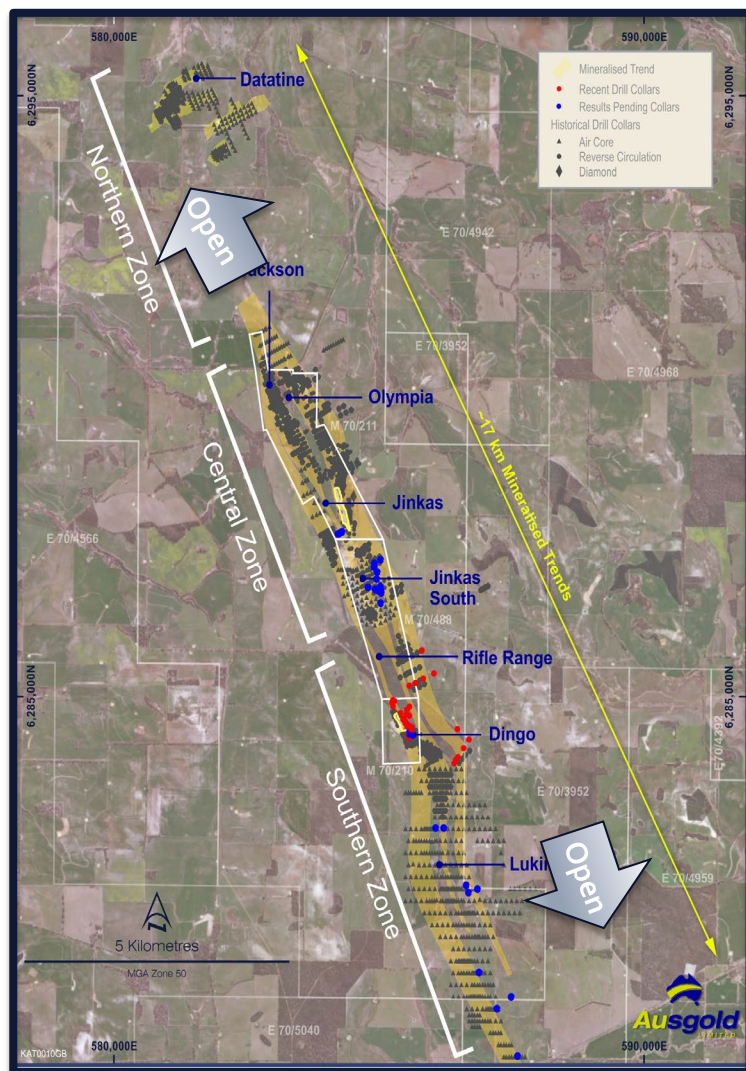 580,000E
590,000E
6,295,000N
6,295,000N
Datatine
Mineralised Trend
Recent Drill Collars
Results Pending Collars
Historical Drill Collars
Air Core
Reverse Circulation
Diamond
Northern Zone
Open
E 70/4942
ckson
E 70/3952
E 70/4968
Olympia
M 70/211
~17 km Mineralised Trends
Central Zone
Jinkas
E 70/4566
Jinkas
South
M 70/488
Rifle Range
6,285,000N
6,285,000N
Dingo
E 70/4392
M 70/210
E 70/3952
Southern Zone
Open
E 70/4959
5 Kilometres
MGA Zone 50
Ausgold
LIMITED
E 70/5040
KAT0010GB
580,000E
590,000E